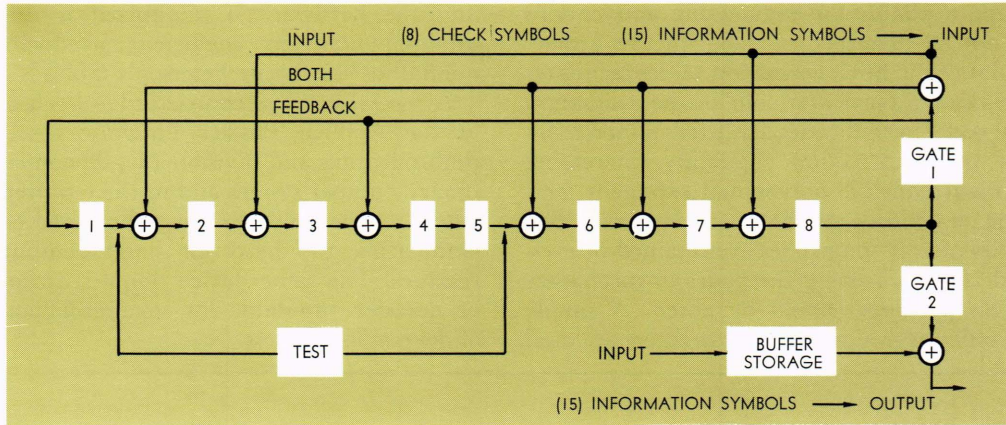 INPUT (8) CHECK SYMBOLS (15) INFORMATION SYMBOLS INPUT
BOTH
FEEDBACK
GATE 1
1 2 3 4 5 6 7 8
GATE 2
TEST
INPUT BUFFER STORAGE
(15) INFORMATION SYMBOLS OUTPUT